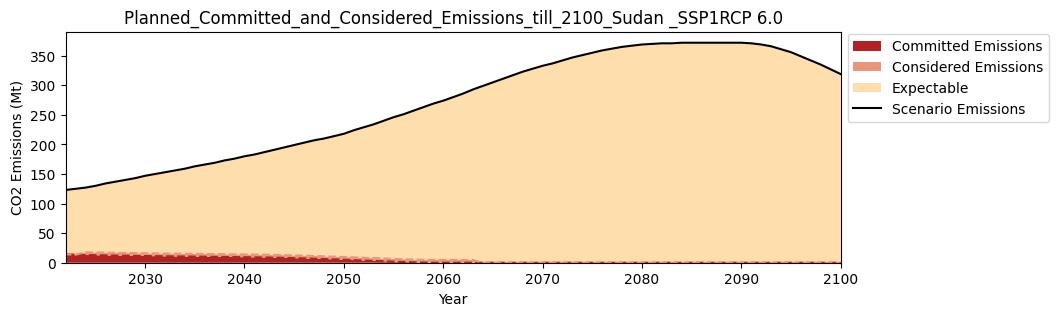 Planned_Committed_and_Considered_Emissions_till_2100_Sudan _SSP1RCP 6.0
CO2 Emissions (Mt)
350
300
250
200
150
100
50
0
2030 2040 2050 2060 2070 2080 2090 2100
Year
Committed Emissions
Considered Emissions
Expectable
Scenario Emissions